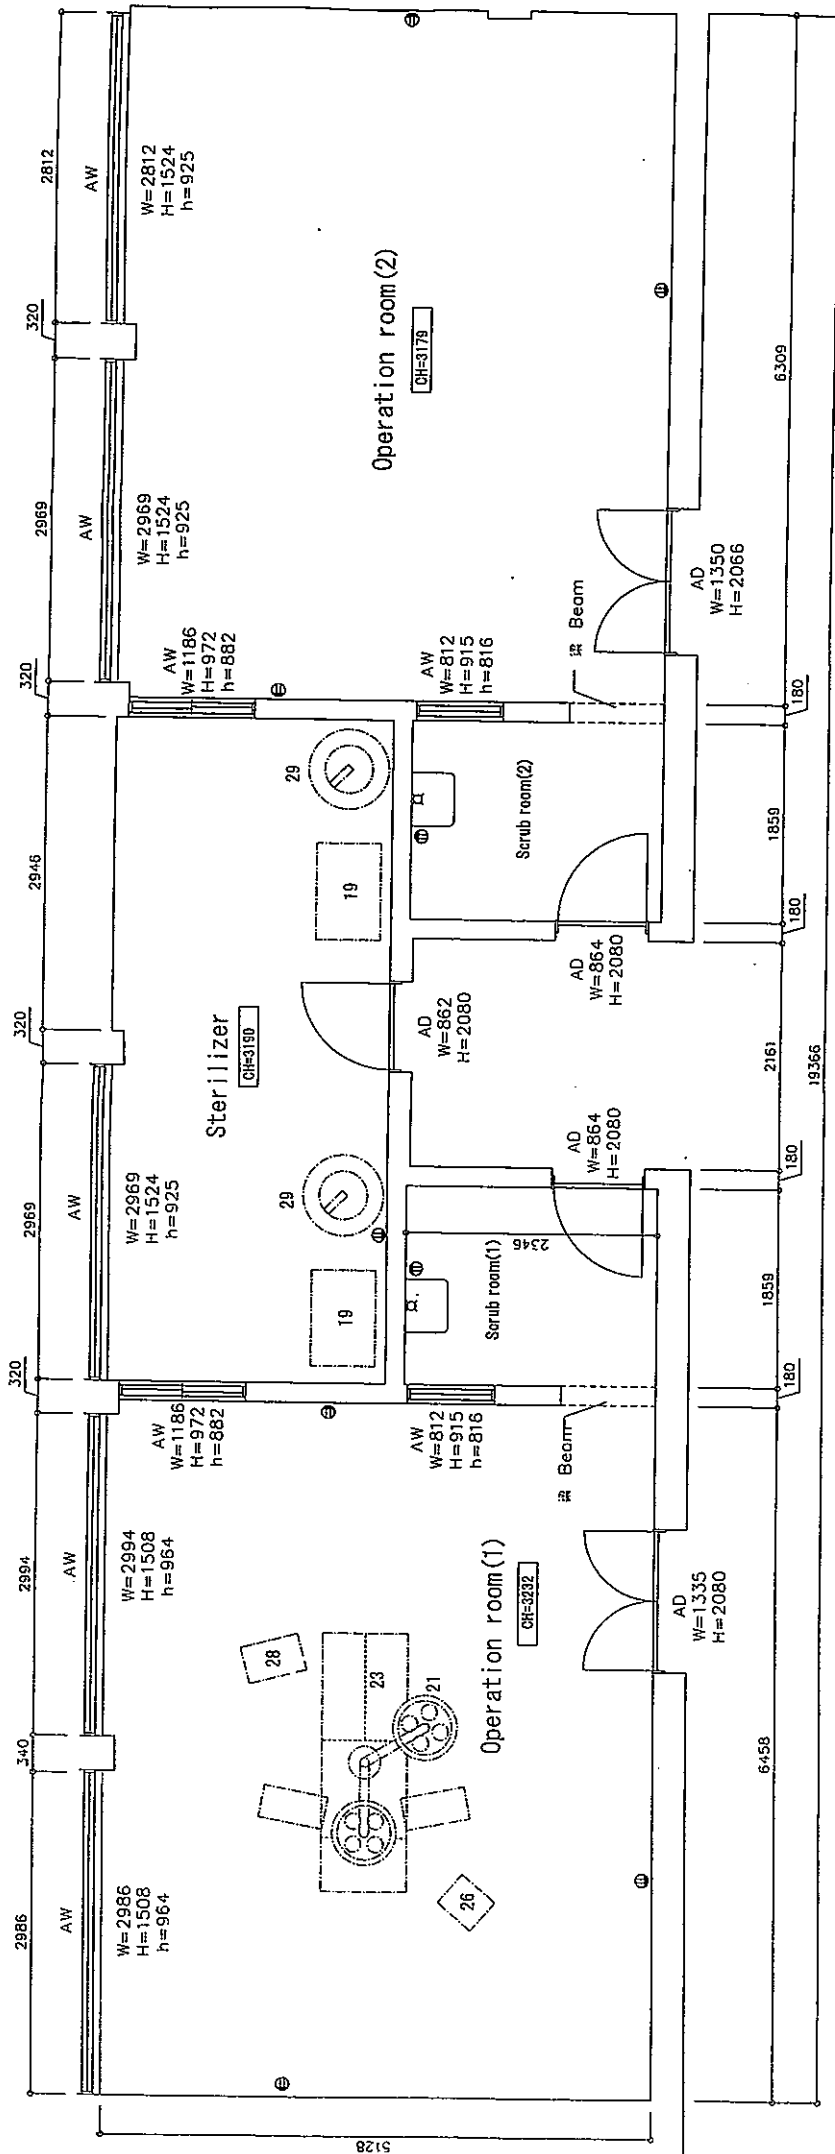 2986
340
2994
320
2969
320
2946
320
2969
320
2812
AW
W=2986
H=1508
h=964
AW
W=2994
H=1508
h=964
AW
W=2969
H=1524
h=925
AW
W=2969
H=1524
h=925
AW
W=2812
H=1524
h=925
AW
W=1186
H=972
h=882
AW
W=1186
H=972
h=882
Sterilizer
CH=3190
19
29
19
29
28
23
21
26
Operation room(1)
CH=3232
Operation room(2)
CH=3179
AW
W=812
H=915
h=816
AW
W=812
H=915
h=816
Scrub room(1)
2346
Scrub room(2)
AD
W=862
H=2080
AD
W=864
H=2080
AD
W=864
H=2080
梁 Beam
梁 Beam
AD
W=1335
H=2080
AD
W=1350
H=2066
5128
6458
180
1859
180
2161
180
1859
180
6309
19366